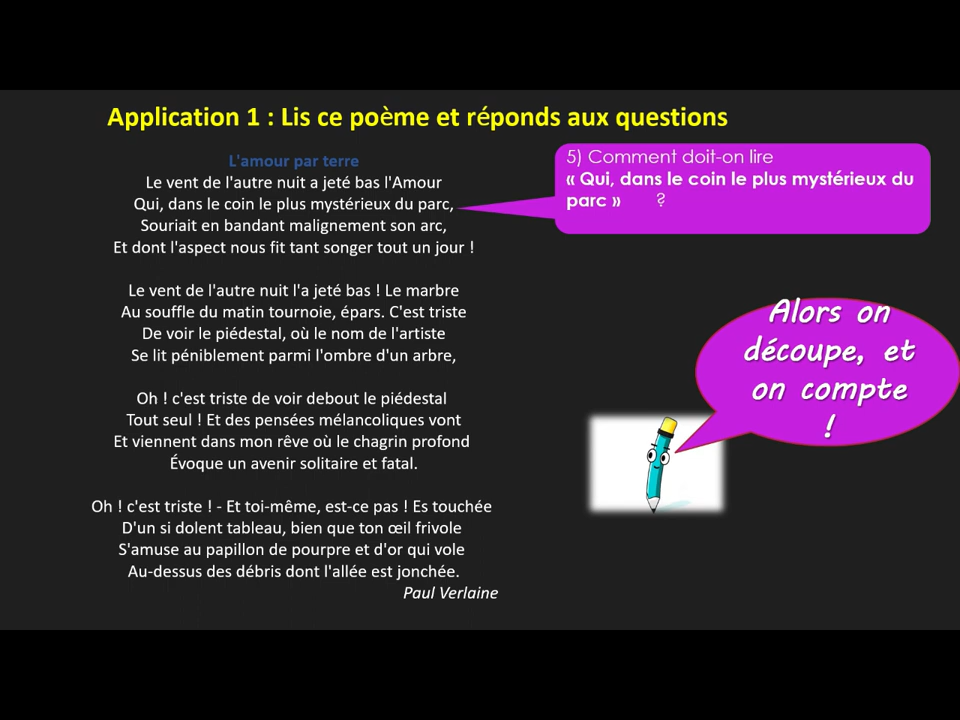 Application 1 : Lis ce poème et réponds aux questions
L'amour par terre
Le vent de l'autre nuit a jeté bas l'Amour
Qui, dans le coin le plus mystérieux du parc,
Souriait en bandant malignement son arc,
Et dont l'aspect nous fit tant songer tout un jour !
Le vent de l'autre nuit l'a jeté bas ! Le marbre
Au souffle du matin tournoie, épars. C'est triste
De voir le piédestal, où le nom de l'artiste
Se lit péniblement parmi l'ombre d'un arbre,
Oh ! c'est triste de voir debout le piédestal
Tout seul ! Et des pensées mélancoliques vont
Et viennent dans mon rêve où le chagrin profond
Évoque un avenir solitaire et fatal.
Oh ! c'est triste ! - Et toi-même, est-ce pas ! Es touchée
D'un si dolent tableau, bien que ton œil frivole
S'amuse au papillon de pourpre et d'or qui vole
Au-dessus des débris dont l'allée est jonchée.
Paul Verlaine
5) Comment doit-on lire
« Qui, dans le coin le plus mystérieux du
parc » ?
Alors on
découpe, et
on compte
!